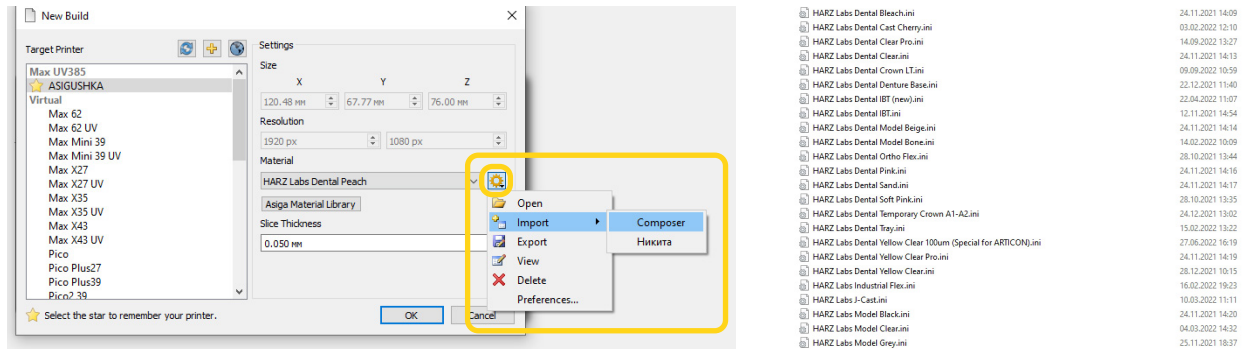 New Build
Target Printer
Max UV385
ASIGUSHKA
Virtual
Max 62
Max 62 UV
Max Mini 39
Max Mini 39 UV
Max X27
Max X27 UV
Max X35
Max X35 UV
Max X43
Max X43 UV
Pico
Pico Plus27
Pico Plus39
Pico2 39
Select the star to remember your printer.
Settings
Size
X Y Z
120.48 мм 67.77 мм 76.00 мм
Resolution
1920 px 1080 px
Material
HARZ Labs Dental Peach
Asiga Material Library
Slice Thickness
0.050 мм
OK Cancel
Open
Import Composer
Export Никита
View
Delete
Preferences...
HARZ Labs Dental Bleach.ini 24.11.2021 14:09
HARZ Labs Dental Cast Cherry.ini 03.02.2022 12:10
HARZ Labs Dental Clear Pro.ini 14.09.2022 13:27
HARZ Labs Dental Clear.ini 24.11.2021 14:13
HARZ Labs Dental Crown LT.ini 09.09.2022 10:59
HARZ Labs Dental Denture Base.ini 22.12.2021 11:40
HARZ Labs Dental IBT (new).ini 22.04.2022 11:07
HARZ Labs Dental IBT.ini 12.11.2021 14:54
HARZ Labs Dental Model Beige.ini 24.11.2021 14:14
HARZ Labs Dental Model Bone.ini 14.02.2022 10:09
HARZ Labs Dental Ortho Flex.ini 28.10.2021 13:44
HARZ Labs Dental Pink.ini 24.11.2021 14:16
HARZ Labs Dental Sand.ini 24.11.2021 14:17
HARZ Labs Dental Soft Pink.ini 28.10.2021 13:35
HARZ Labs Dental Temporary Crown A1-A2.ini 24.12.2021 13:02
HARZ Labs Dental Tray.ini 15.02.2022 13:22
HARZ Labs Dental Yellow Clear 100um (Special for ARTICON).ini 27.06.2022 16:19
HARZ Labs Dental Yellow Clear Pro.ini 24.11.2021 14:19
HARZ Labs Dental Yellow Clear.ini 28.12.2021 10:15
HARZ Labs Industrial Flex.ini 16.02.2022 19:23
HARZ Labs J-Cast.ini 10.03.2022 11:11
HARZ Labs Model Black.ini 24.11.2021 14:20
HARZ Labs Model Clear.ini 04.03.2022 14:32
HARZ Labs Model Grey.ini 25.11.2021 18:37